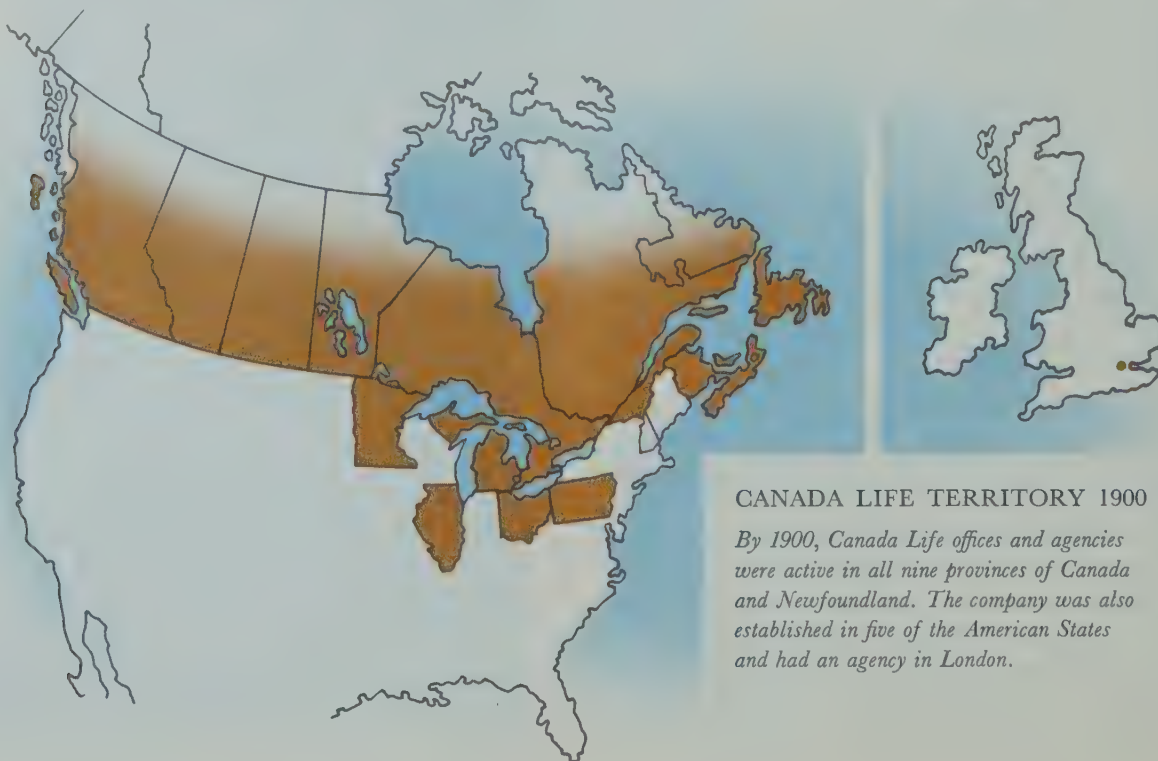 CANADA LIFE TERRITORY 1900
By 1900, Canada Life offices and agencies
were active in all nine provinces of Canada
and Newfoundland. The company was also
established in five of the American States
and had an agency in London.